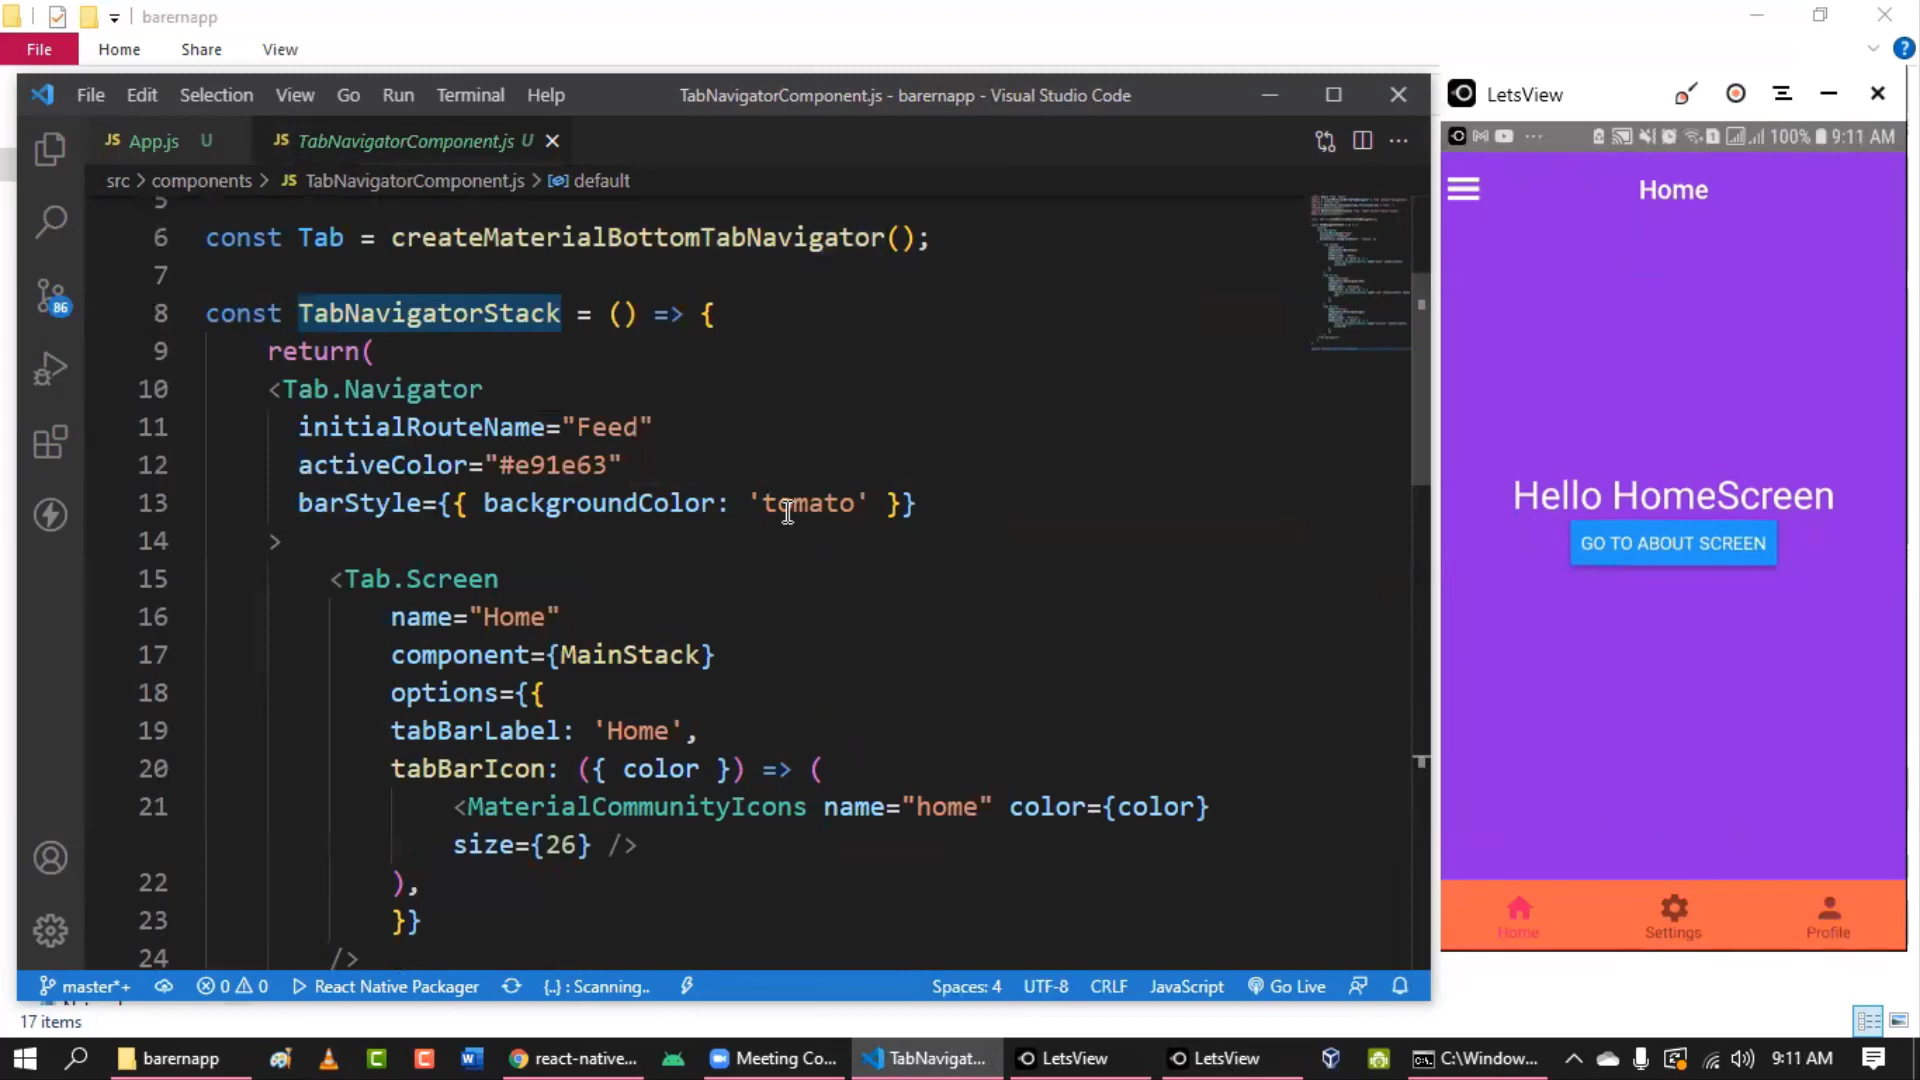 barernapp
File Home Share View
File Edit Selection View Go Run Terminal Help TabNavigatorComponent.js - barernapp - Visual Studio Code
JS App.js U JS TabNavigatorComponent.js U
src > components > JS TabNavigatorComponent.js > default
5
6 const Tab = createMaterialBottomTabNavigator();
7
8 const TabNavigatorStack = () => {
9 return(
10 <Tab.Navigator
11 initialRouteName="Feed"
12 activeColor="#e91e63"
13 barStyle={{ backgroundColor: 'tomato' }}
14 >
15 <Tab.Screen
16 name="Home"
17 component={MainStack}
18 options={{
19 tabBarLabel: 'Home',
20 tabBarIcon: ({ color }) => (
21 <MaterialCommunityIcons name="home" color={color}
size={26} />
22 ),
23 }}
24 />
86
master*+ 0 0 React Native Packager {..} : Scanning.. Spaces: 4 UTF-8 CRLF JavaScript Go Live
LetsView
100% 9:11 AM
Home
Hello HomeScreen
GO TO ABOUT SCREEN
Home Settings Profile
17 items
barernapp react-native... Meeting Co... TabNavigat... LetsView LetsView C:\Window... 9:11 AM